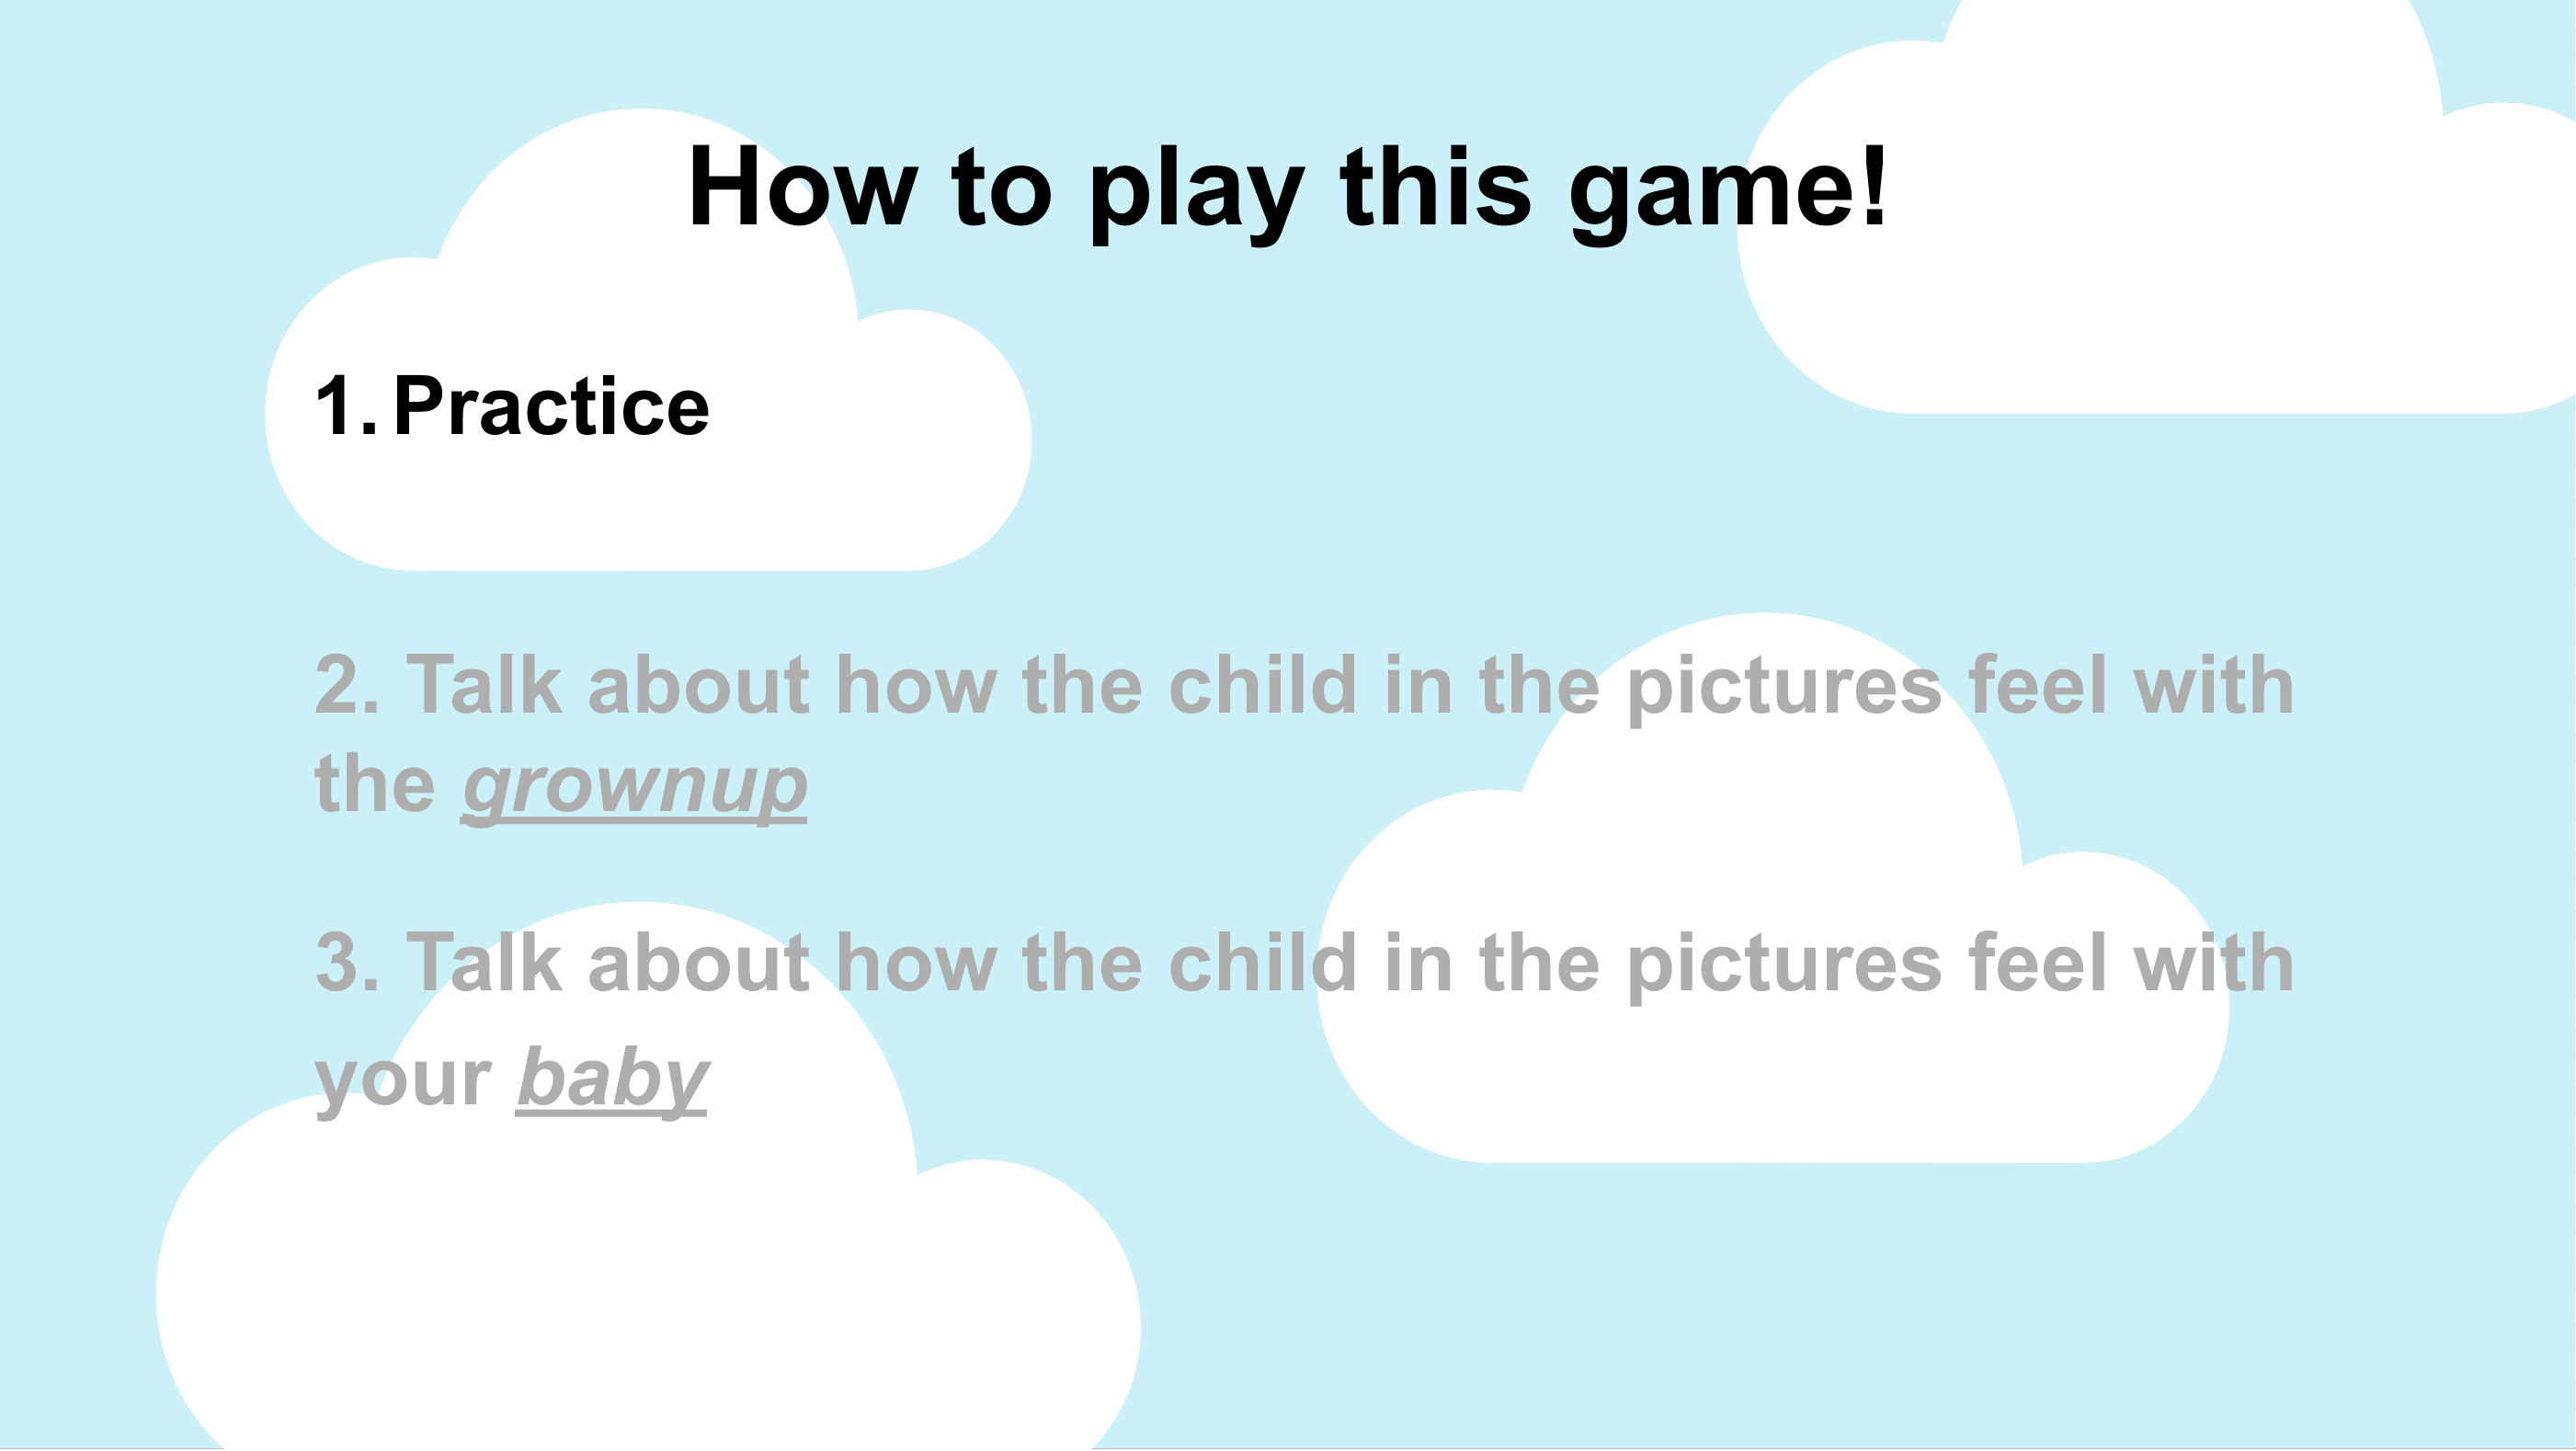 How to play this game!
1. Practice
2. Talk about how the child in the pictures feel with
the grownup
3. Talk about how the child in the pictures feel with
your baby